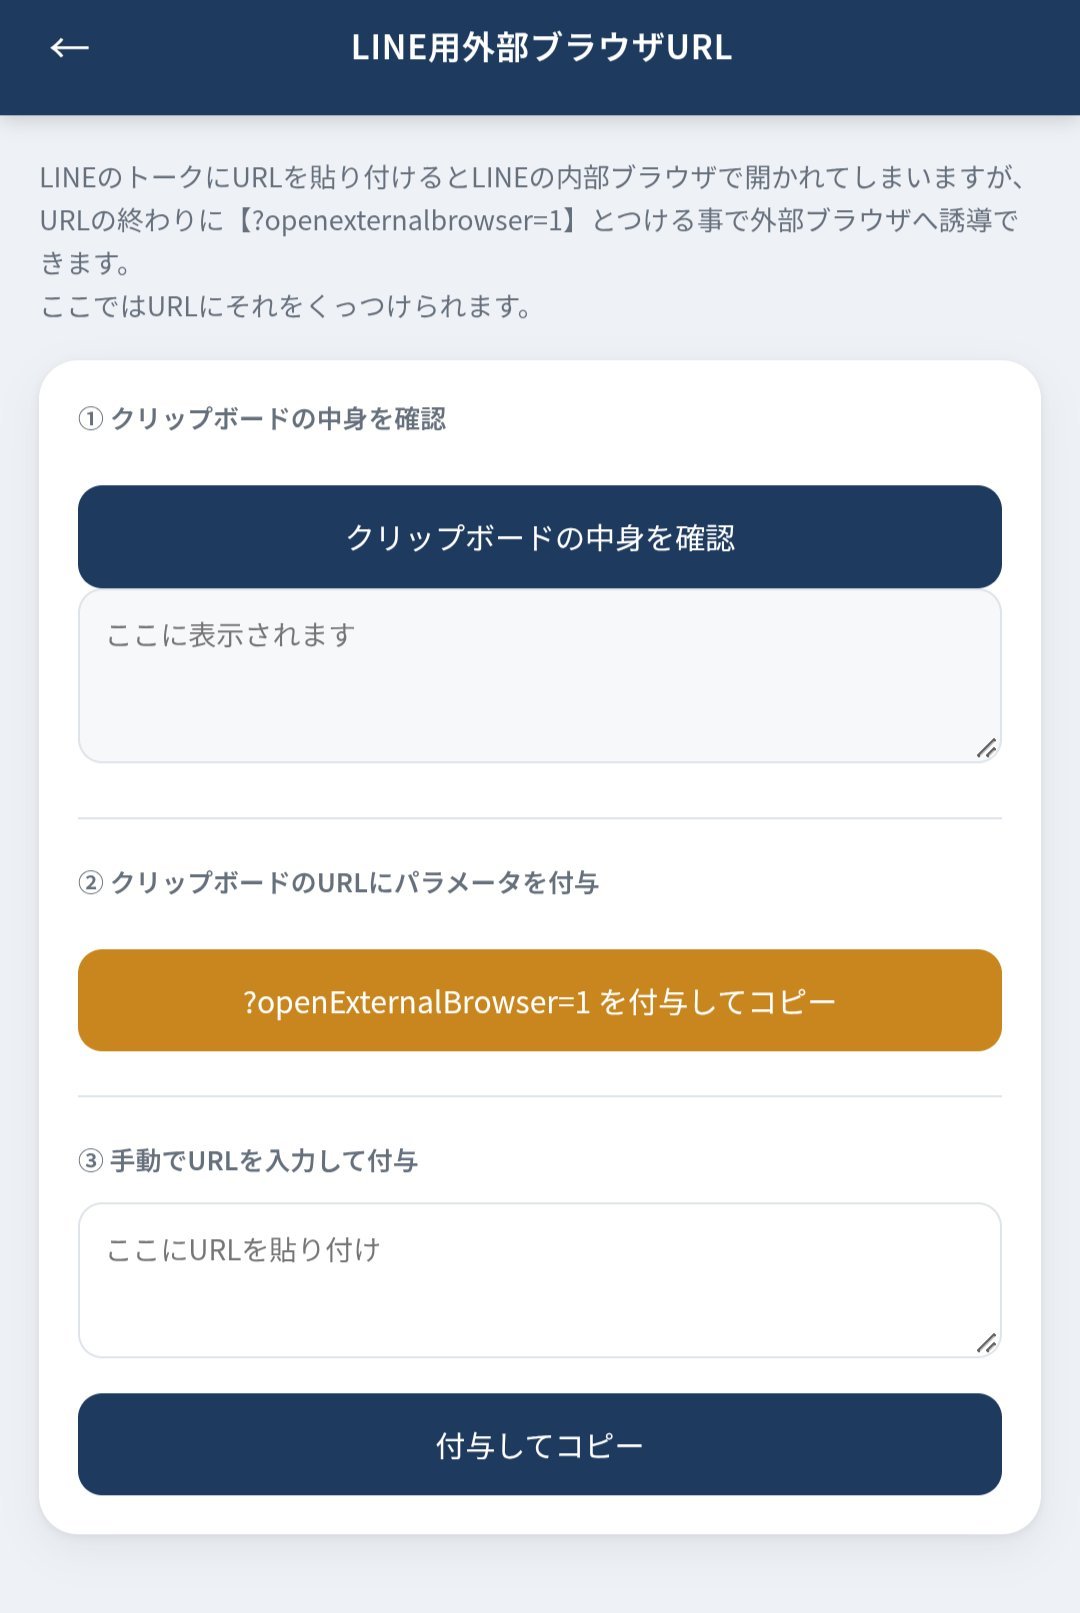 ←
LINE用外部ブラウザURL
LINEのトークにURLを貼り付けるとLINEの内部ブラウザで開かれてしまいますが、
URLの終わりに【?openexternalbrowser=1】とつける事で外部ブラウザへ誘導で
きます。
ここではURLにそれをくっつけられます。
① クリップボードの中身を確認
クリップボードの中身を確認
ここに表示されます
② クリップボードのURLにパラメータを付与
?openExternalBrowser=1 を付与してコピー
③ 手動でURLを入力して付与
ここにURLを貼り付け
付与してコピー